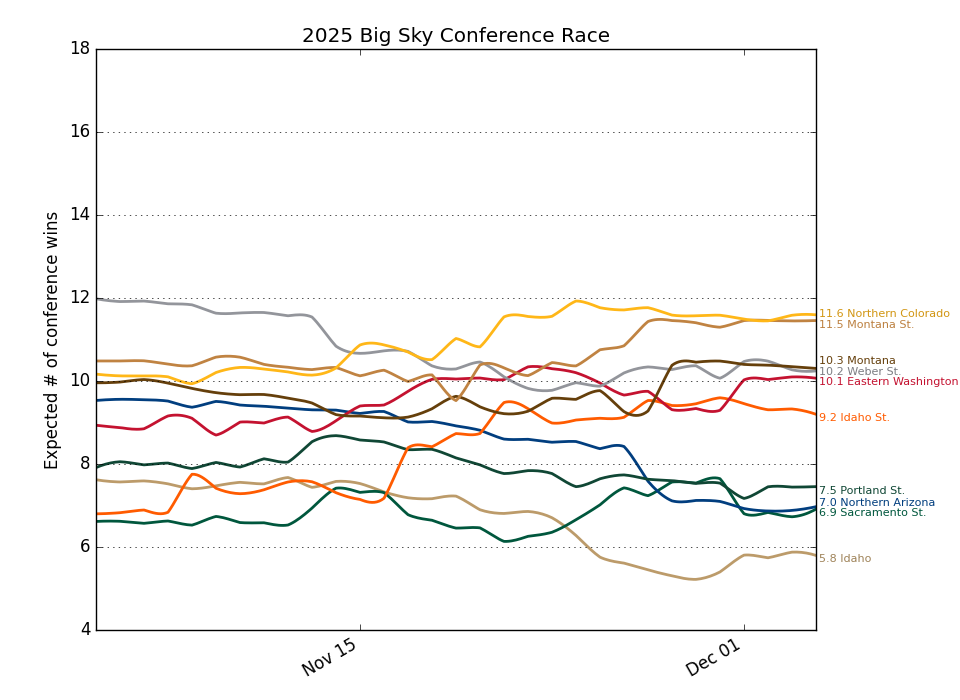 2025 Big Sky Conference Race
Expected # of conference wins
18
16
14
12
10
8
6
4
Nov 15
Dec 01
11.6 Northern Colorado
11.5 Montana St.
10.3 Montana
10.2 Weber St.
10.1 Eastern Washington
9.2 Idaho St.
7.5 Portland St.
7.0 Northern Arizona
6.9 Sacramento St.
5.8 Idaho